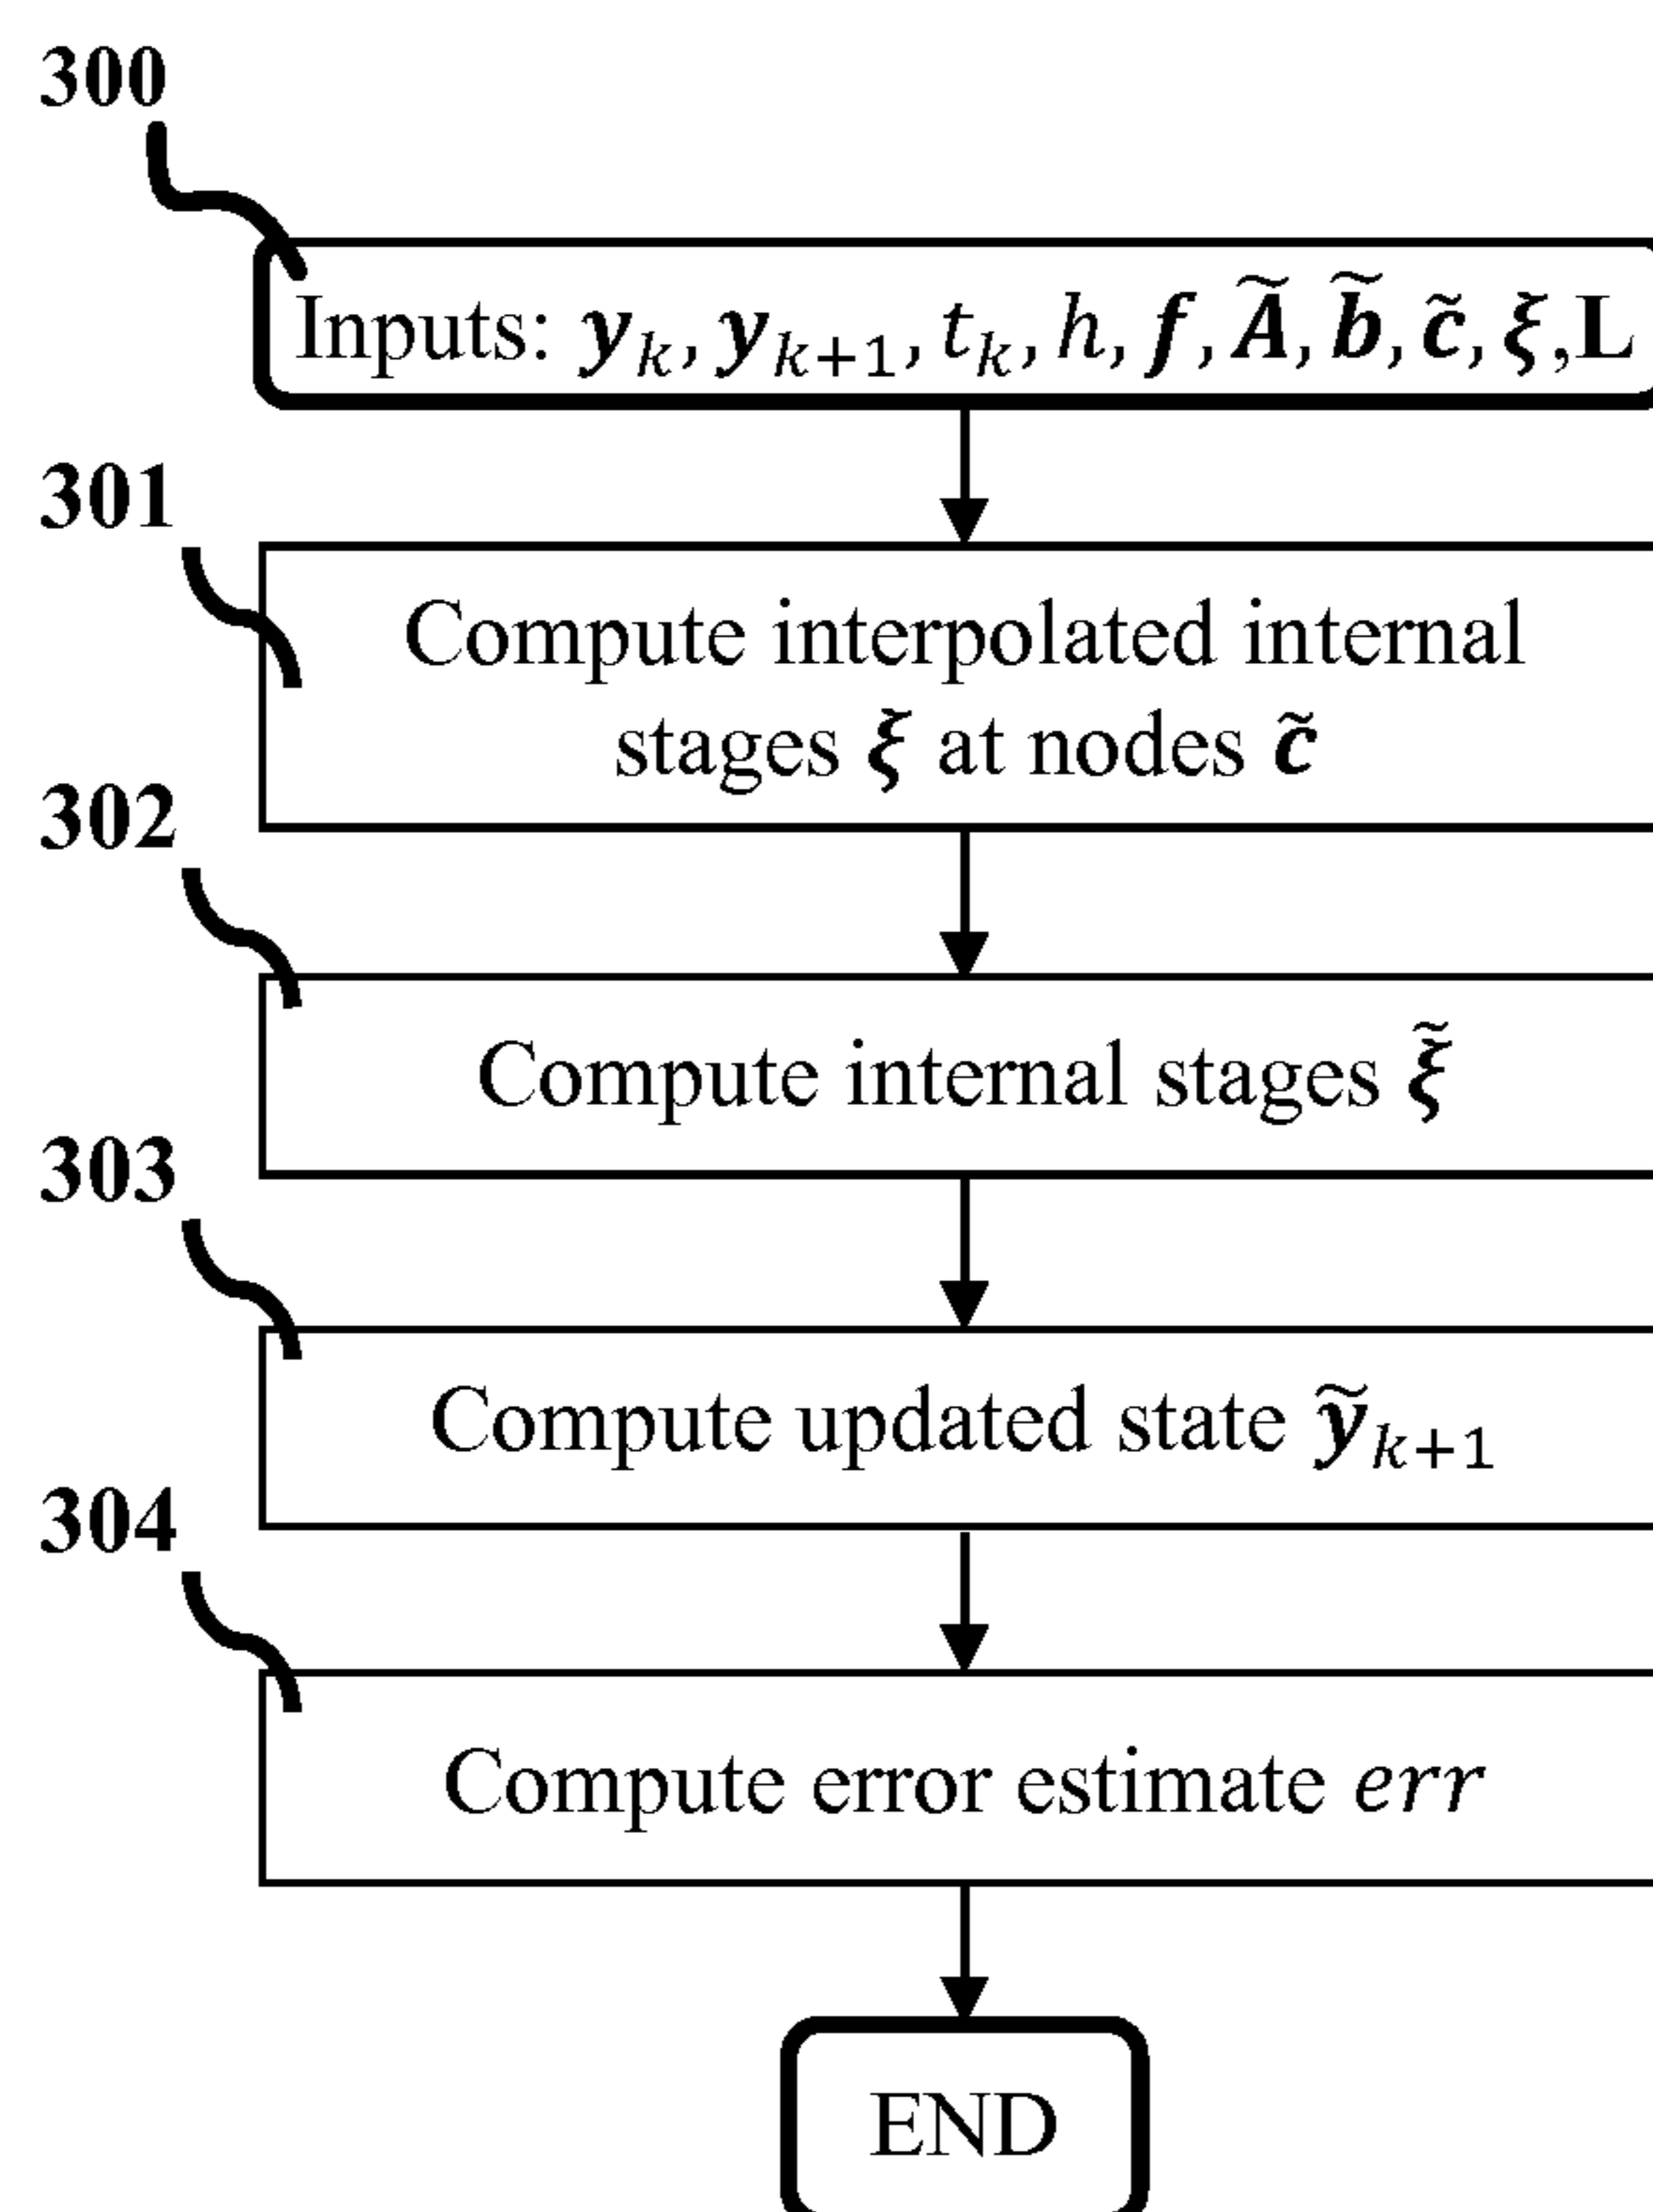 300
Inputs: 𝒚ₖ, 𝒚ₖ₊₁, tₖ, h, 𝒇, 𝑨̃, 𝒃̃, 𝒄̃, 𝝃, 𝐋
301
Compute interpolated internal
stages 𝝃 at nodes 𝒄̃
302
Compute internal stages 𝝃̃
303
Compute updated state 𝒚̃ₖ₊₁
304
Compute error estimate err
END